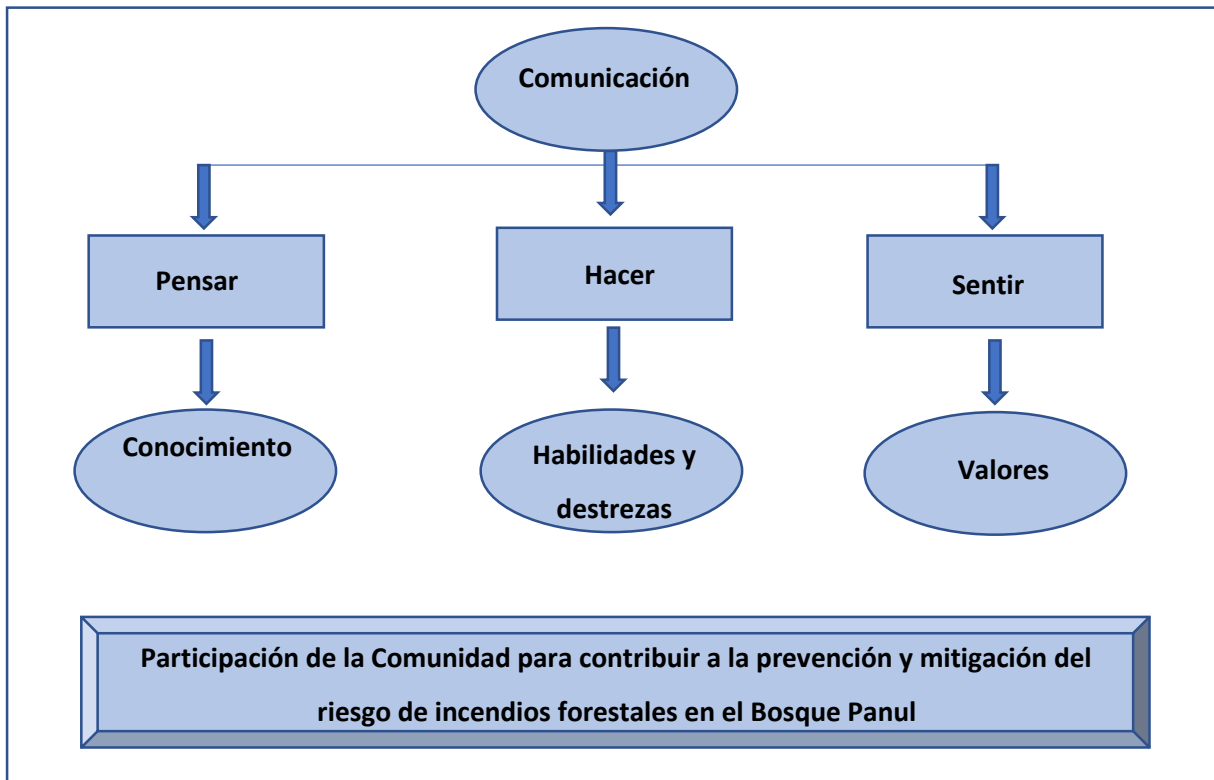 Comunicación
Pensar
Hacer
Sentir
Conocimiento
Habilidades y
destrezas
Valores
Participación de la Comunidad para contribuir a la prevención y mitigación del
riesgo de incendios forestales en el Bosque Panul